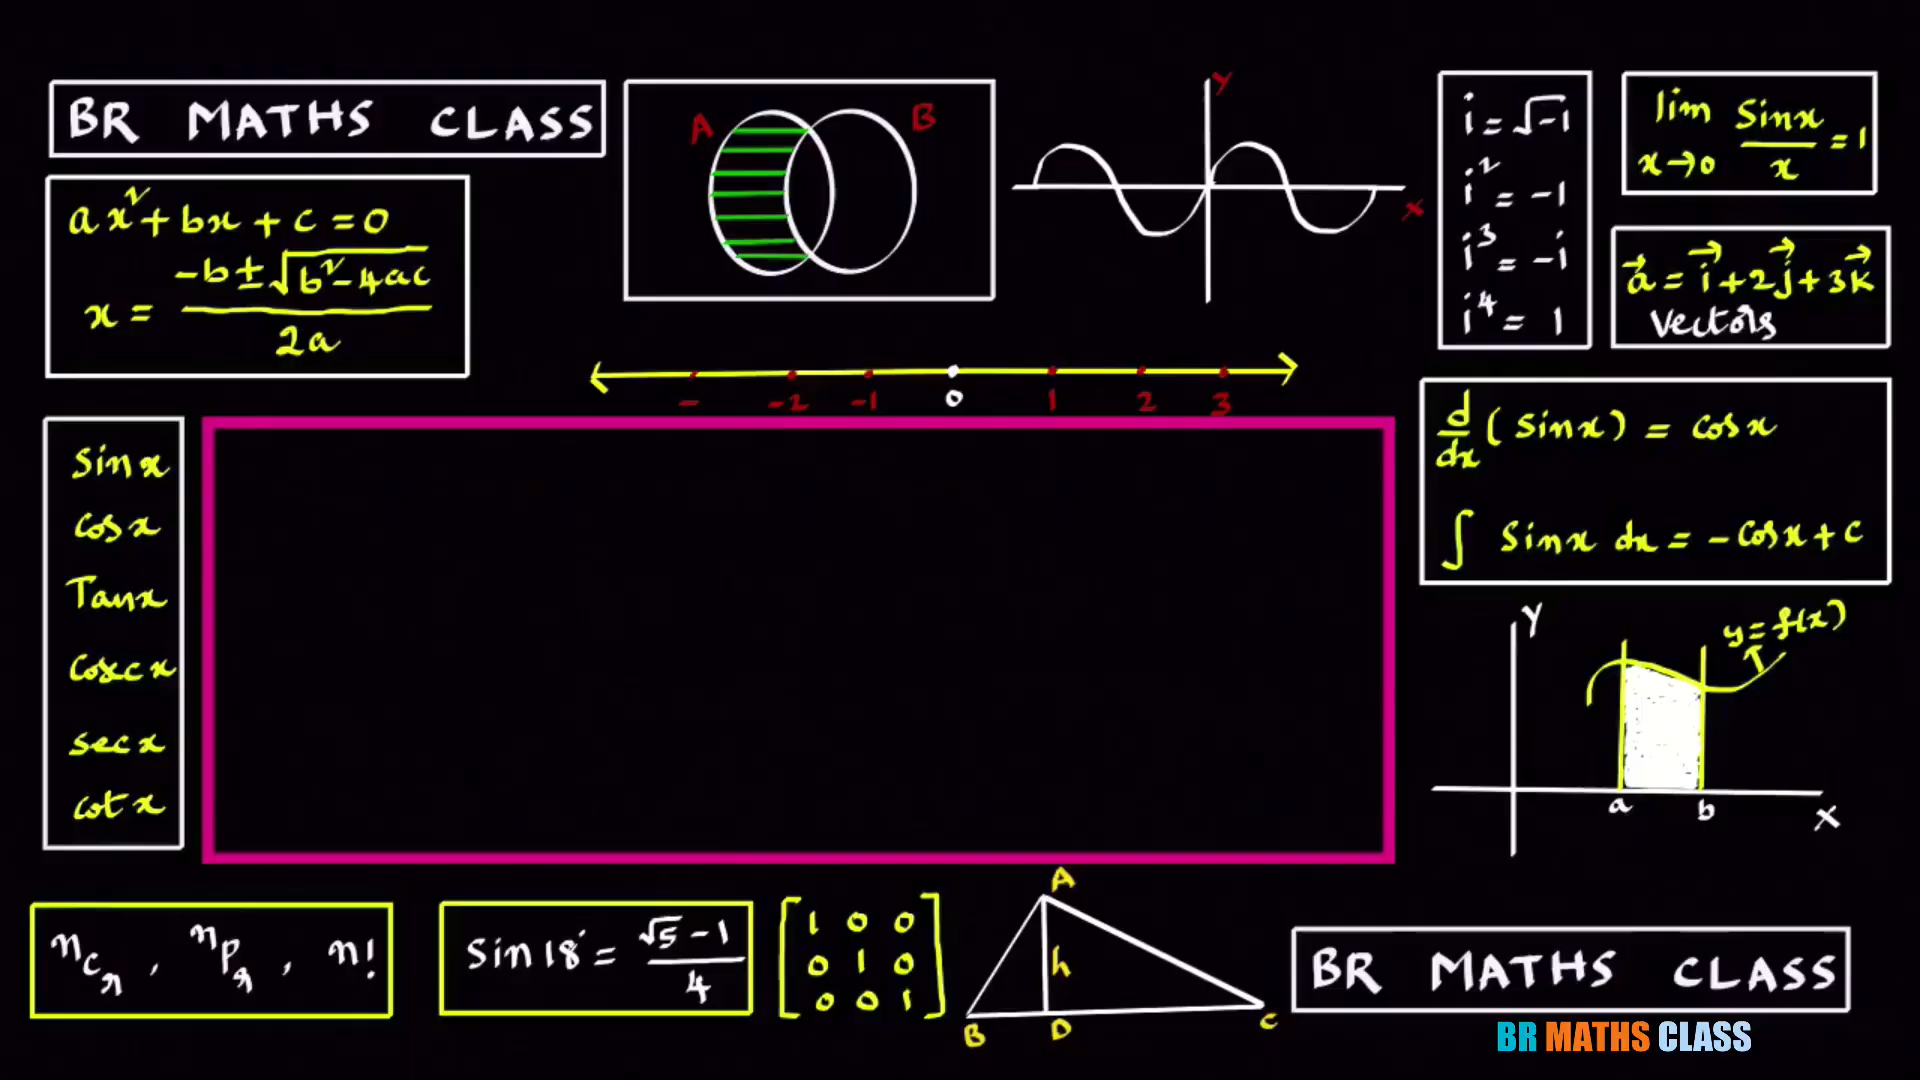 BR MATHS CLASS
ax²+bx+c=0
x = -b±√b²-4ac / 2a
A B
Y
x
- -2 -1 0 1 2 3
i=√-1
i²=-1
i³=-i
i⁴=1
lim x→0 Sinx/x =1
a⃗=i⃗+2j⃗+3k⃗
Vectors
Sinx
Cosx
Tanx
Cosecx
Secx
Cotx
d/dx (Sinx) = Cosx
∫ Sinx dx = -Cosx+c
Y
y=f(x)
a b
X
ncr, npr, n!
Sin18°= √5-1 / 4
1 0 0
0 1 0
0 0 1
A
h
B D C
BR MATHS CLASS
BR MATHS CLASS